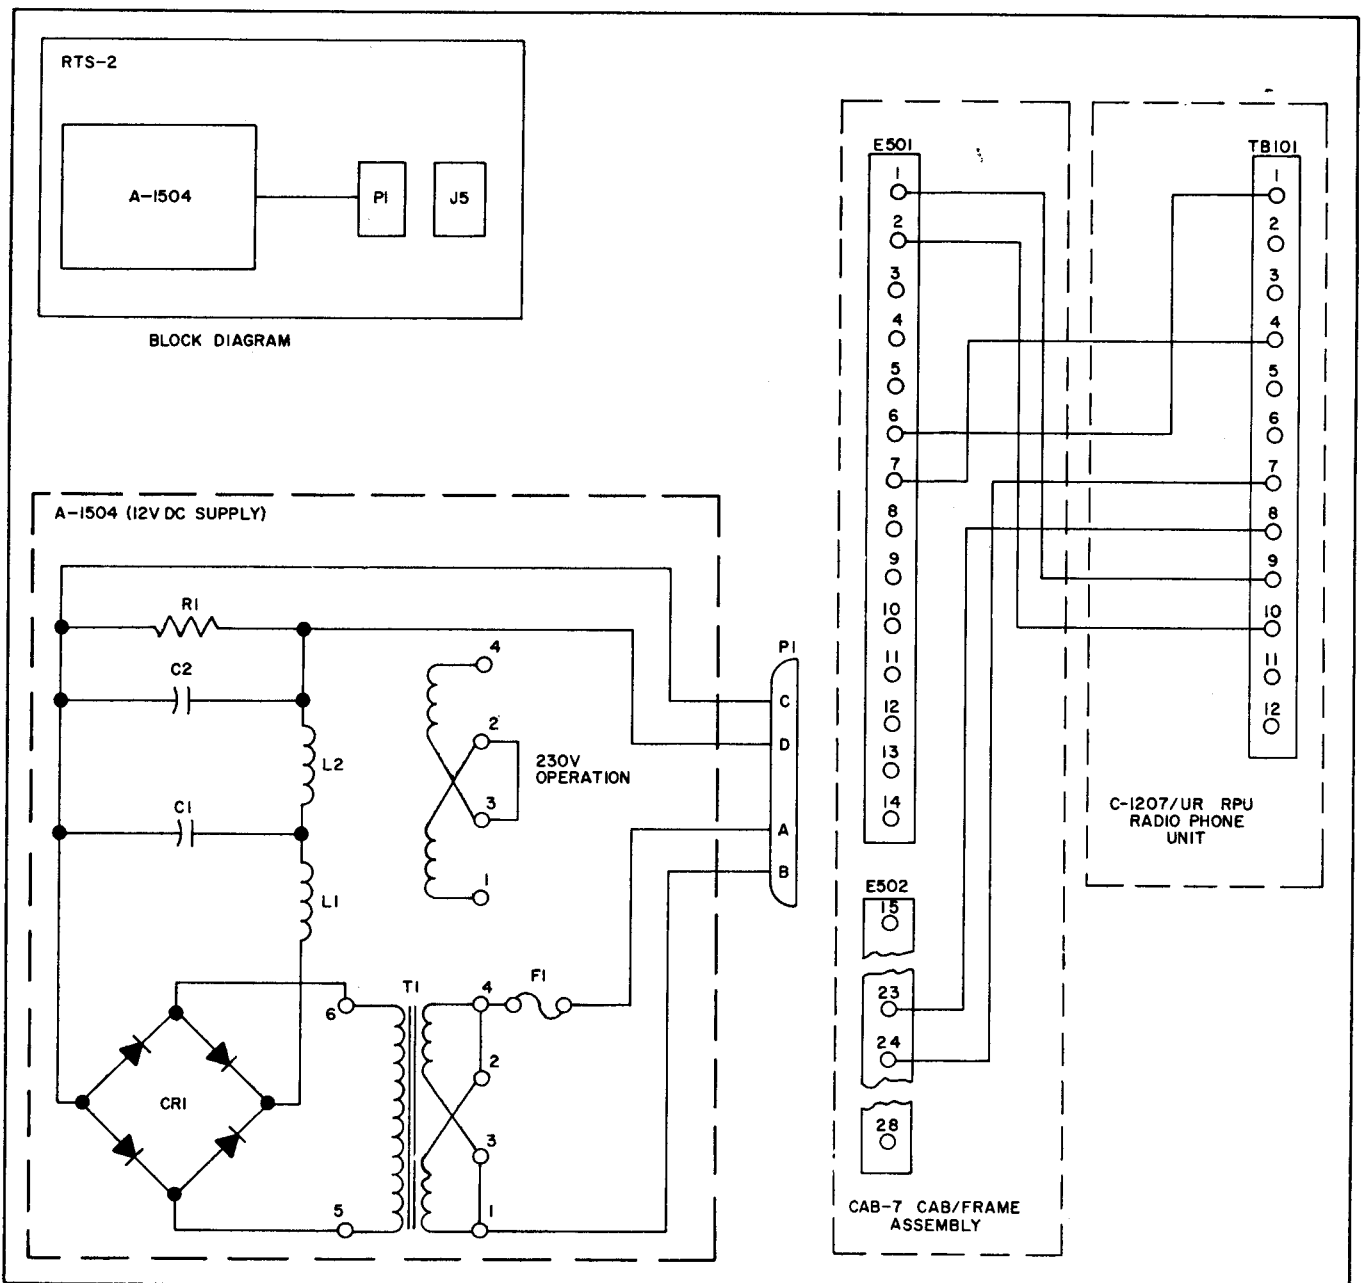 RTS-2
A-1504
P1
J5
BLOCK DIAGRAM
A-1504 (12V DC SUPPLY)
R1
C2
L2
C1
L1
CR1
6
5
T1
4
2
3
1
F1
4
2
3
1
230V
OPERATION
P1
C
D
A
B
E501
1
2
3
4
5
6
7
8
9
10
11
12
13
14
E502
15
23
24
28
CAB-7 CAB/FRAME
ASSEMBLY
TB101
1
2
3
4
5
6
7
8
9
10
11
12
C-1207/UR RPU
RADIO PHONE
UNIT